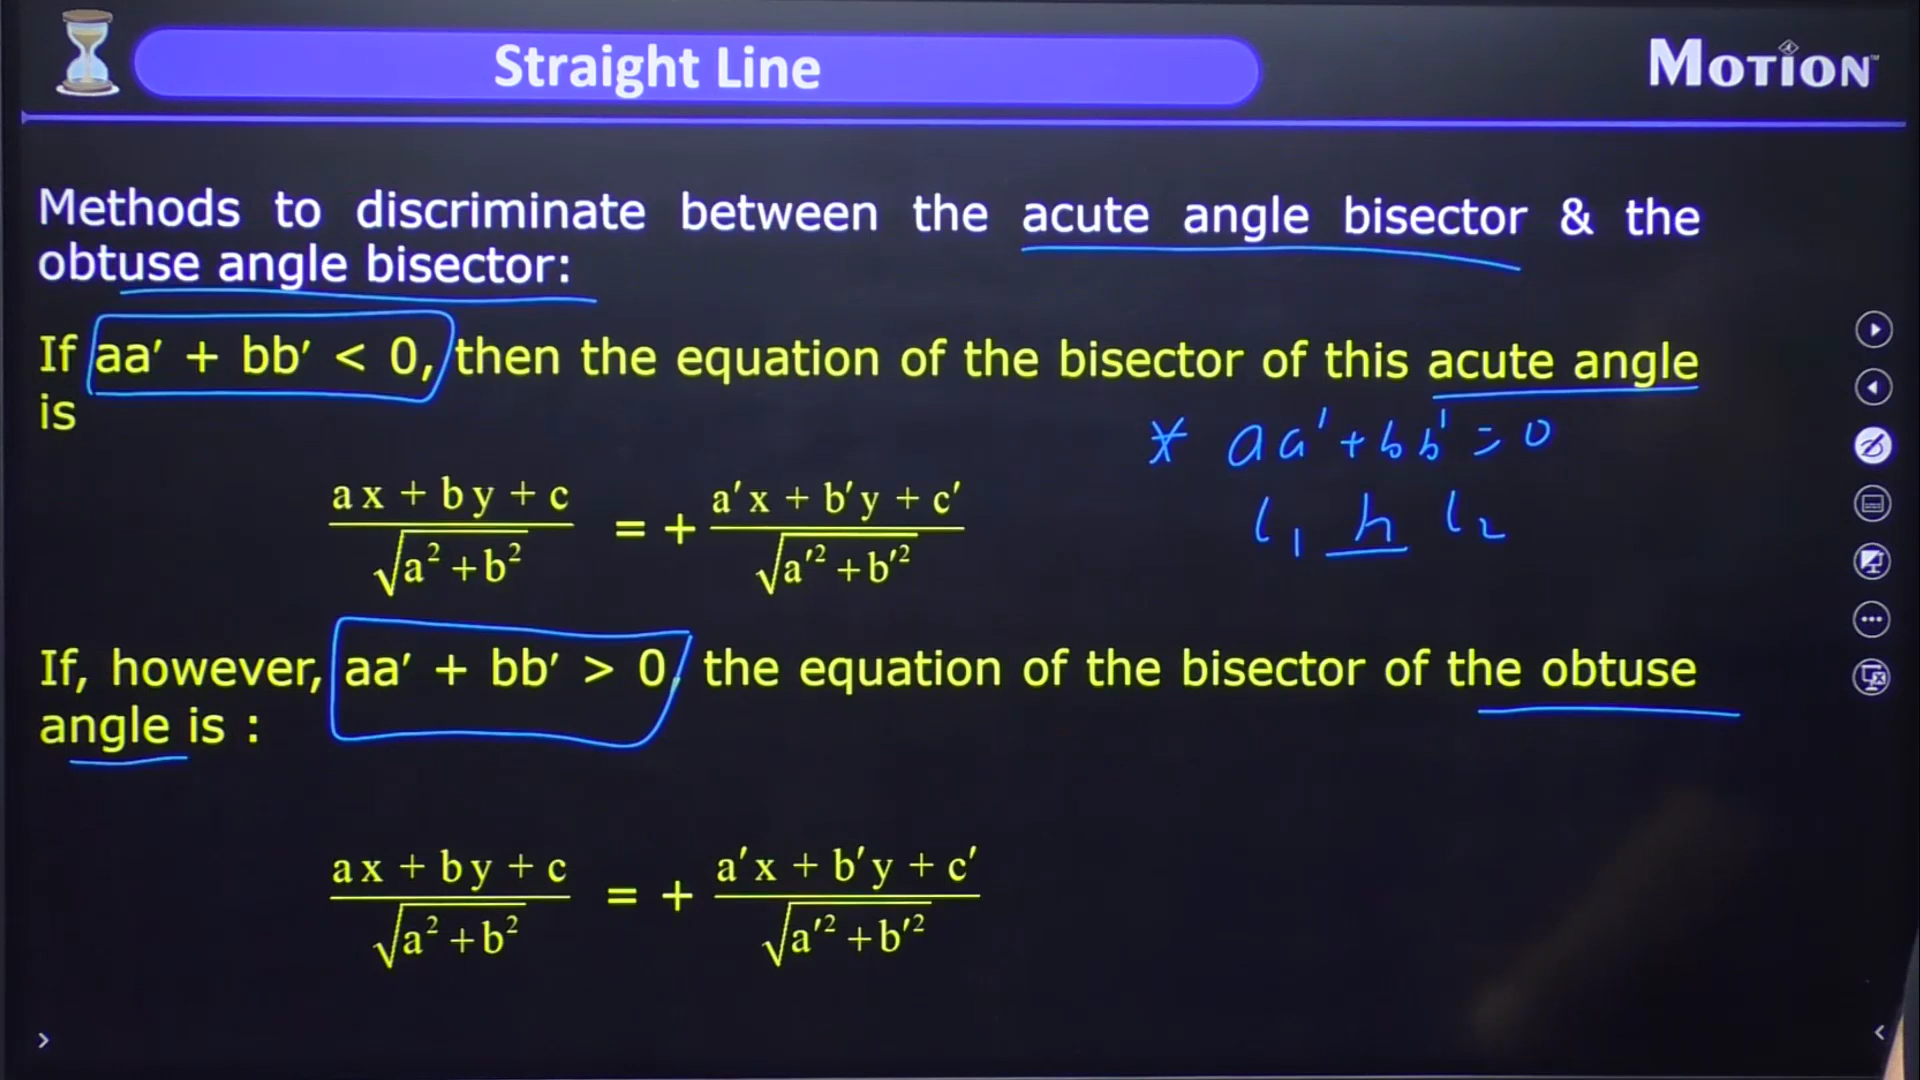 Straight Line
MOTION™
Methods to discriminate between the acute angle bisector & the
obtuse angle bisector:
If aa′ + bb′ < 0, then the equation of the bisector of this acute angle
is
* aa' + bb' = 0
ax + by + c / √a² + b² = + a′x + b′y + c′ / √a′² + b′²
l₁ h l₂
If, however, aa′ + bb′ > 0, the equation of the bisector of the obtuse
angle is :
ax + by + c / √a² + b² = + a′x + b′y + c′ / √a′² + b′²